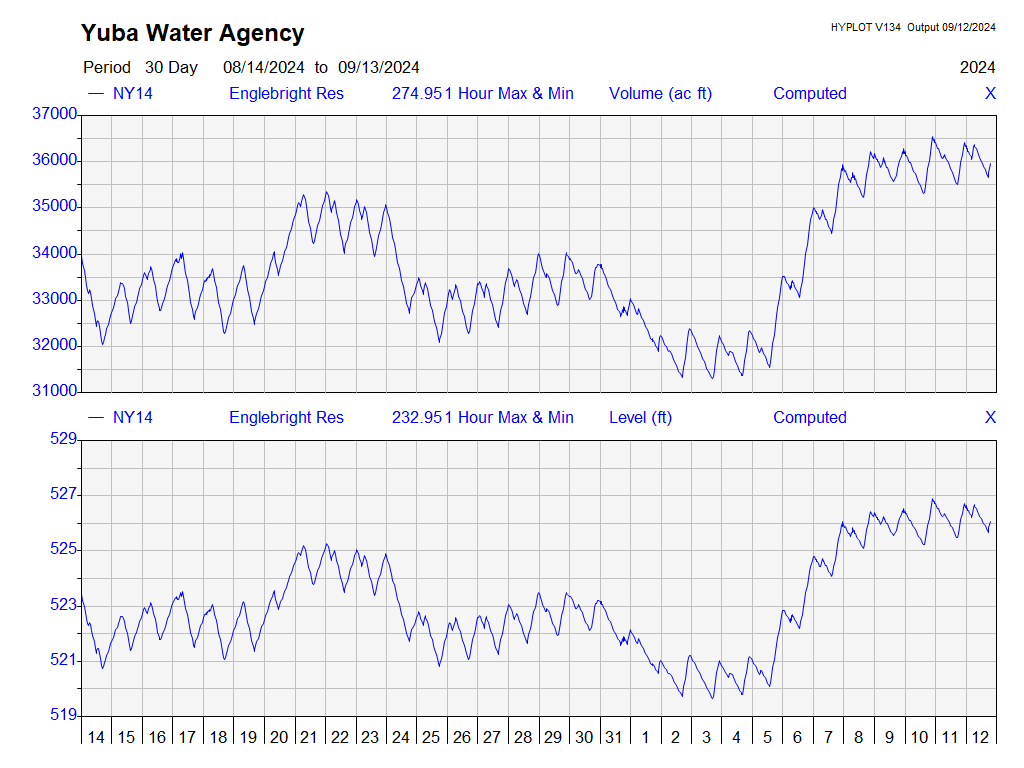 Yuba Water Agency
HYPLOT V134 Output 09/12/2024
Period 30 Day 08/14/2024 to 09/13/2024
2024
NY14 Englebright Res 274.951 Hour Max & Min Volume (ac ft) Computed X
37000
36000
35000
34000
33000
32000
31000
NY14 Englebright Res 232.951 Hour Max & Min Level (ft) Computed X
529
527
525
523
521
519
14 15 16 17 18 19 20 21 22 23 24 25 26 27 28 29 30 31 1 2 3 4 5 6 7 8 9 10 11 12